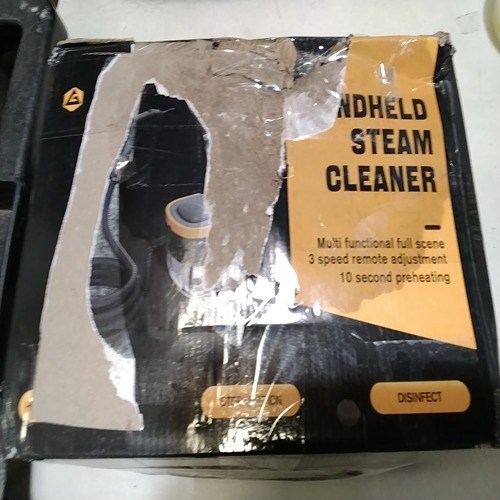 NDHELD
STEAM
CLEANER
Multi functional full scene
3 speed remote adjustment
10 second preheating
DISINFECT